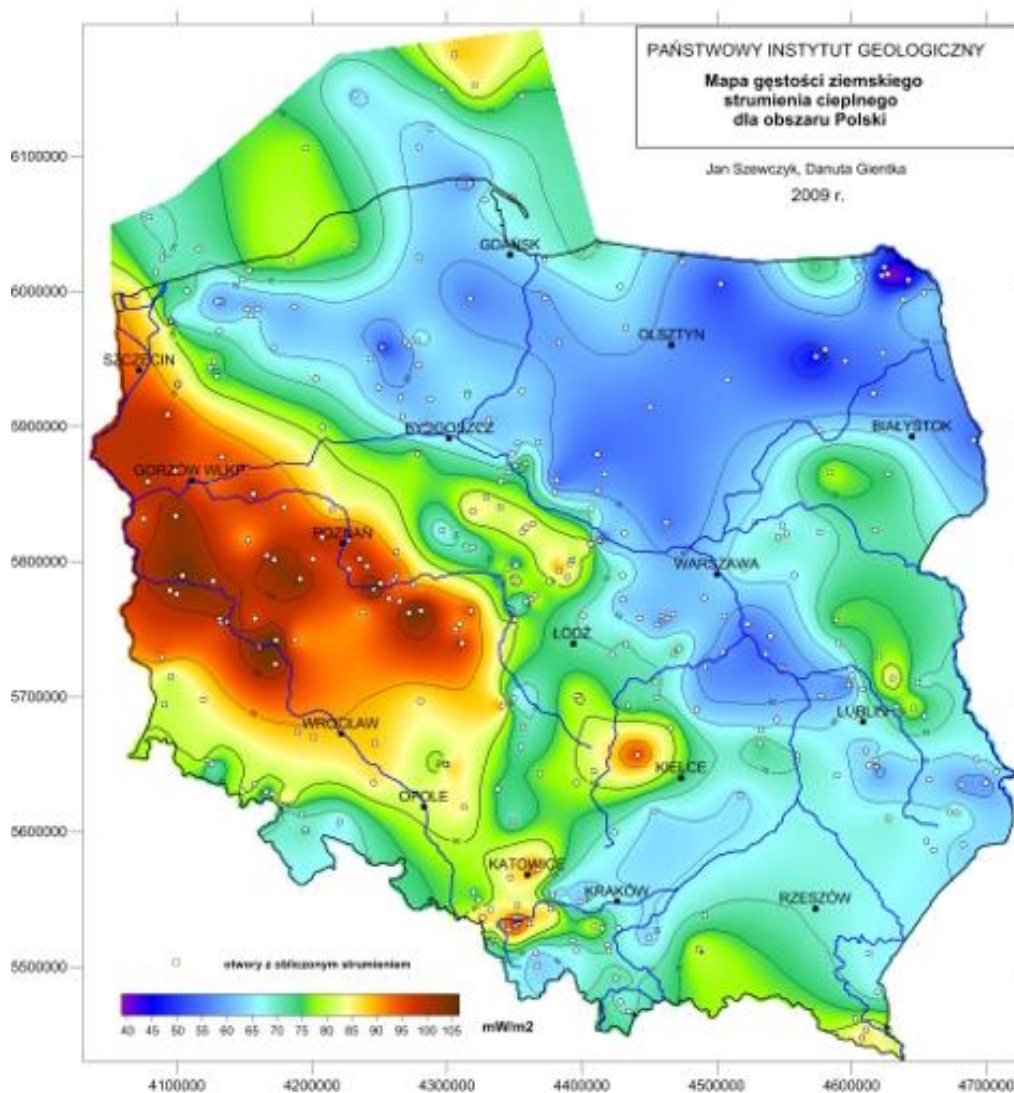 PAŃSTWOWY INSTYTUT GEOLOGICZNY
Mapa gęstości ziemskiego
strumienia cieplnego
dla obszaru Polski
Jan Szewczyk, Danuta Gientka
2009 r.
6100000
GDAŃSK
6000000
OLSZTYN
SZCZECIN
5900000
BYDGOSZCZ
BIAŁYSTOK
GORZÓW WLKP
POZNAŃ
5800000
WARSZAWA
ŁÓDŹ
5700000
LUBLIN
WROCŁAW
KIELCE
OPOLE
5600000
KATOWICE
KRAKÓW
RZESZÓW
5500000
otwory z obliczonym strumieniem
40 45 50 55 60 65 70 75 80 85 90 95 100 105 mW/m2
4100000 4200000 4300000 4400000 4500000 4600000 4700000